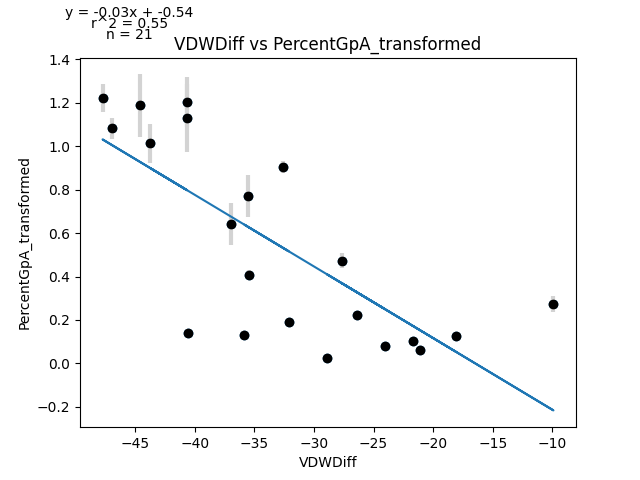 y = -0.03x + -0.54
r^2 = 0.55
n = 21
VDWDiff vs PercentGpA_transformed
1.4
1.2
1.0
0.8
0.6
0.4
0.2
0.0
−0.2
PercentGpA_transformed
−45
−40
−35
−30
−25
−20
−15
−10
VDWDiff